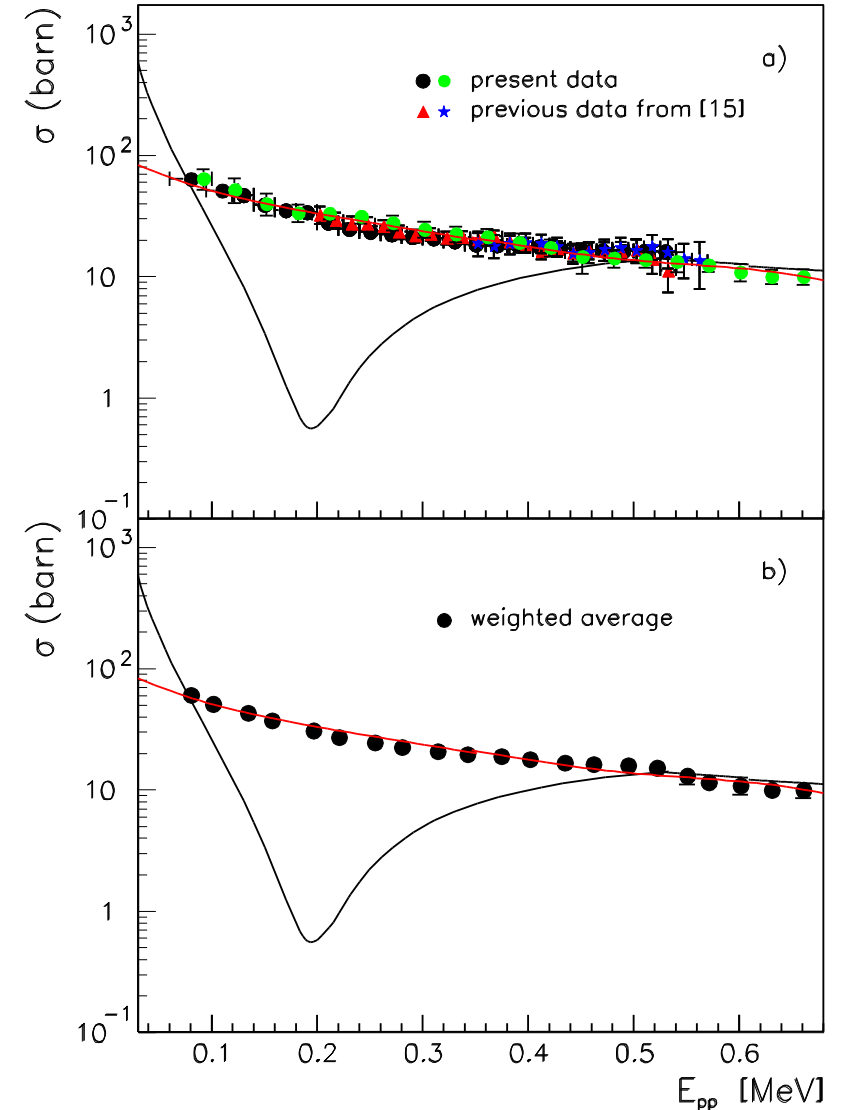 σ (barn)
10³
a)
present data
previous data from [15]
10²
10
1
10⁻¹
σ (barn)
10³
b)
weighted average
10²
10
1
10⁻¹
0.1 0.2 0.3 0.4 0.5 0.6
Epp [MeV]